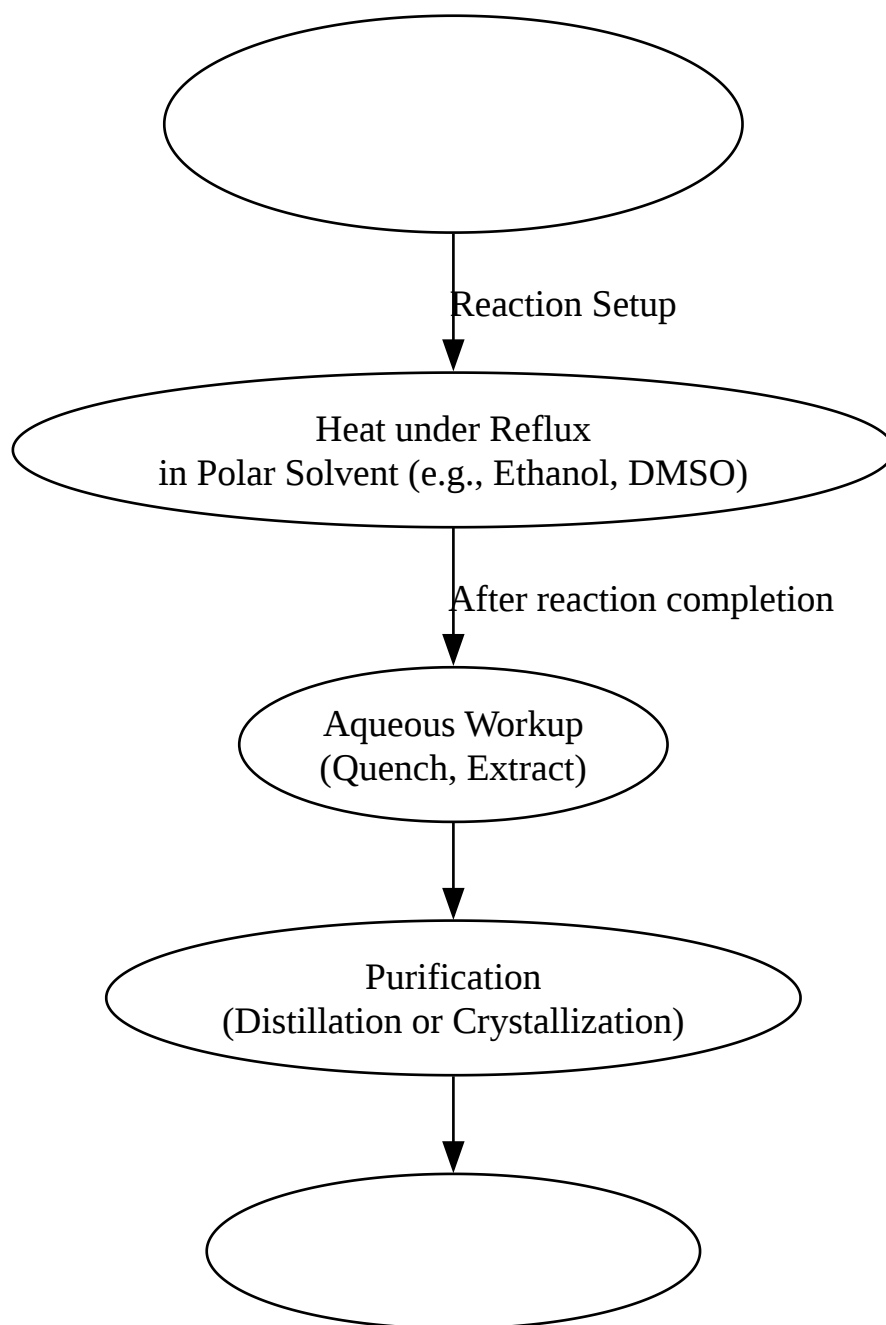 Reaction Setup
Heat under Reflux
in Polar Solvent (e.g., Ethanol, DMSO)
After reaction completion
Aqueous Workup
(Quench, Extract)
Purification
(Distillation or Crystallization)